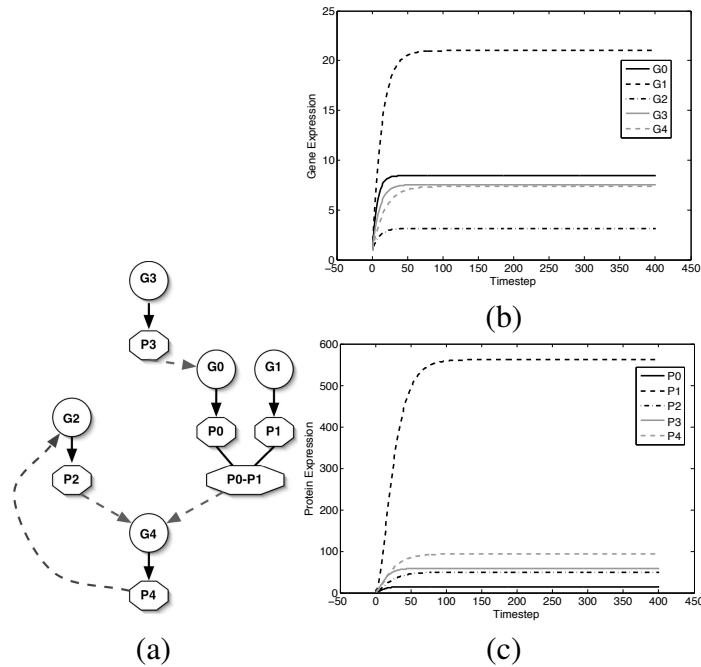 G3
P3
G0
G1
G2
P0
P1
P2
P0-P1
G4
P4
(a)
25
20
15
10
5
0
Gene Expression
−50 0 50 100 150 200 250 300 350 400 450
Timestep
G0
G1
G2
G3
G4
(b)
600
500
400
300
200
100
0
Protein Expression
−50 0 50 100 150 200 250 300 350 400 450
Timestep
P0
P1
P2
P3
P4
(c)